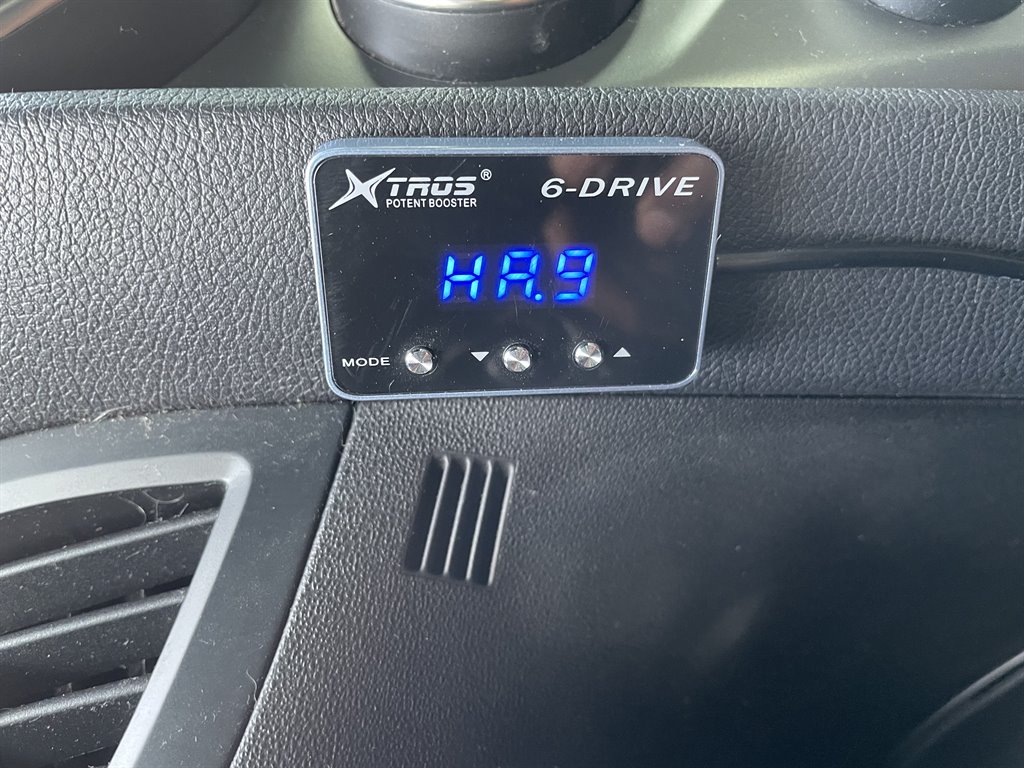 XTROS® 6-DRIVE
POTENT BOOSTER
HA.9
MODE ▼ ▲